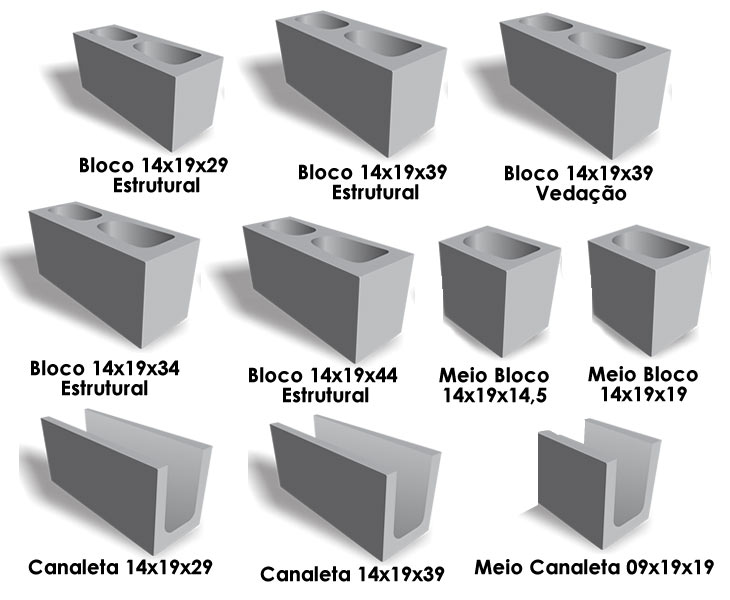 Bloco 14x19x29
Estrutural
Bloco 14x19x39
Estrutural
Bloco 14x19x39
Vedação
Bloco 14x19x34
Estrutural
Bloco 14x19x44
Estrutural
Meio Bloco
14x19x14,5
Meio Bloco
14x19x19
Canaleta 14x19x29
Canaleta 14x19x39
Meio Canaleta 09x19x19